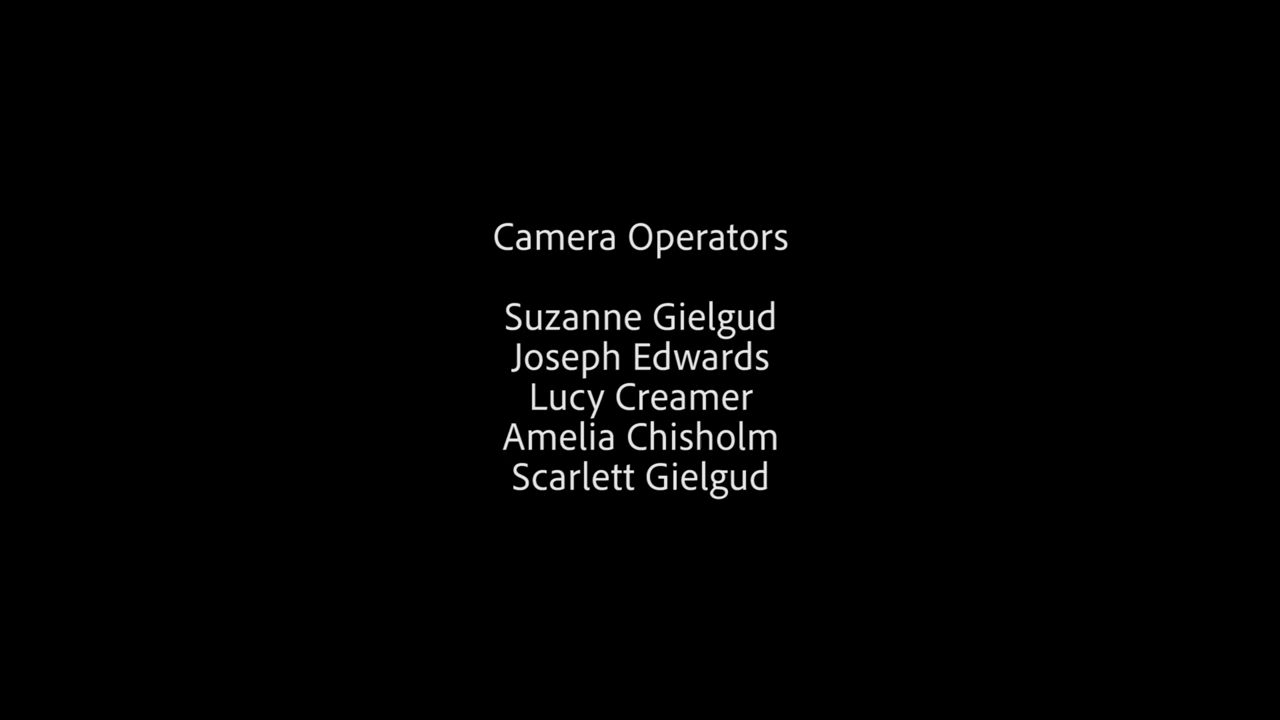 Camera Operators
Suzanne Gielgud
Joseph Edwards
Lucy Creamer
Amelia Chisholm
Scarlett Gielgud